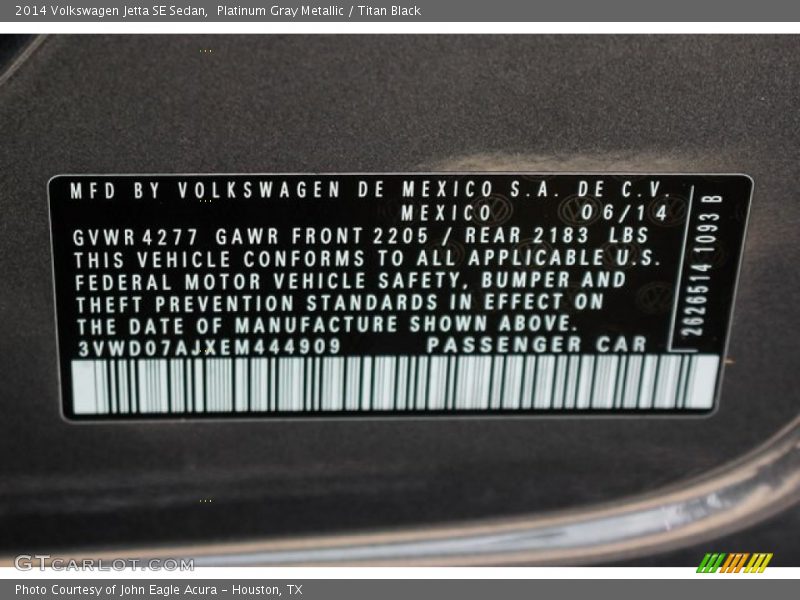 2014 Volkswagen Jetta SE Sedan,  Platinum Gray Metallic / Titan Black
MFD BY VOLKSWAGEN DE MEXICO S.A. DE C.V.
MEXICO 06/14
GVWR 4277 GAWR FRONT 2205 / REAR 2183 LBS
THIS VEHICLE CONFORMS TO ALL APPLICABLE U.S.
FEDERAL MOTOR VEHICLE SAFETY, BUMPER AND
THEFT PREVENTION STANDARDS IN EFFECT ON
THE DATE OF MANUFACTURE SHOWN ABOVE.
3VWD07AJXEM444909 PASSENGER CAR
2626514 1093 B
GTCARLOT.COM
Photo Courtesy of John Eagle Acura - Houston, TX